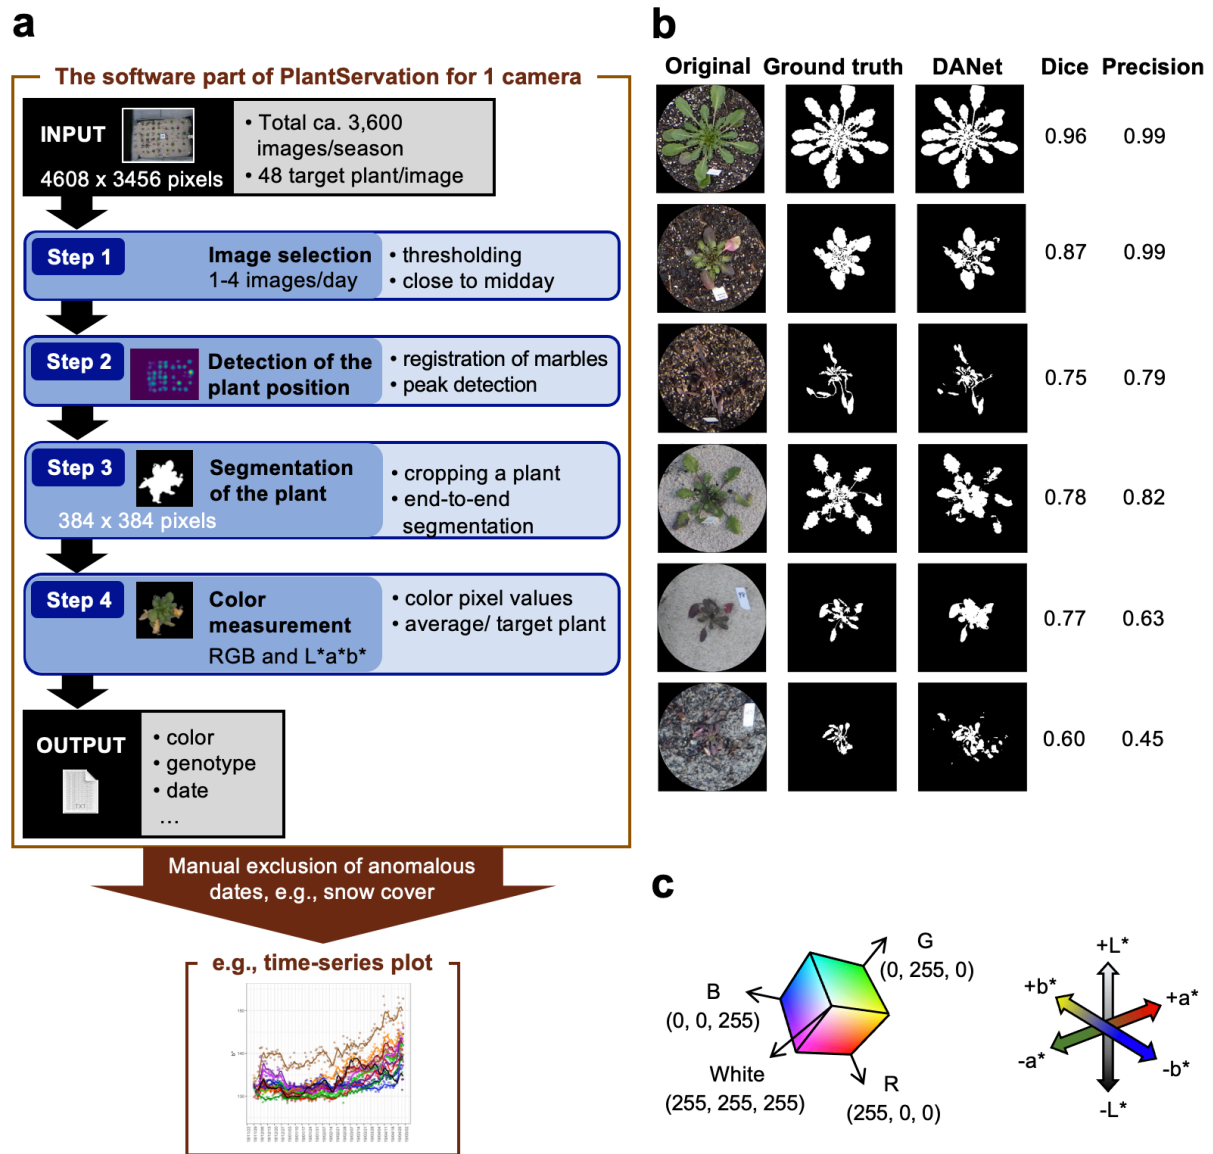 a
The software part of PlantServation for 1 camera
INPUT
4608 x 3456 pixels
• Total ca. 3,600
images/season
• 48 target plant/image
Step 1
Image selection
1-4 images/day
• thresholding
• close to midday
Step 2
Detection of the
plant position
• registration of marbles
• peak detection
Step 3
Segmentation
of the plant
384 x 384 pixels
• cropping a plant
• end-to-end
segmentation
Step 4
Color
measurement
RGB and L*a*b*
• color pixel values
• average/ target plant
OUTPUT
TXT
• color
• genotype
• date
...
Manual exclusion of anomalous
dates, e.g., snow cover
e.g., time-series plot
b
Original Ground truth DANet Dice Precision
0.96 0.99
0.87 0.99
0.75 0.79
0.78 0.82
0.77 0.63
0.60 0.45
c
G
(0, 255, 0)
B
(0, 0, 255)
White
(255, 255, 255)
R
(255, 0, 0)
+L*
+b*
+a*
-a*
-b*
-L*